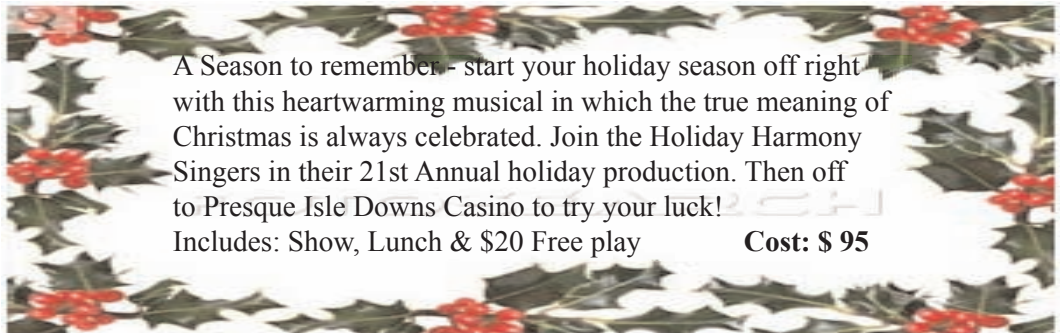 A Season to remember - start your holiday season off right
with this heartwarming musical in which the true meaning of
Christmas is always celebrated. Join the Holiday Harmony
Singers in their 21st Annual holiday production. Then off
to Presque Isle Downs Casino to try your luck!
Includes: Show, Lunch & $20 Free play Cost: $ 95